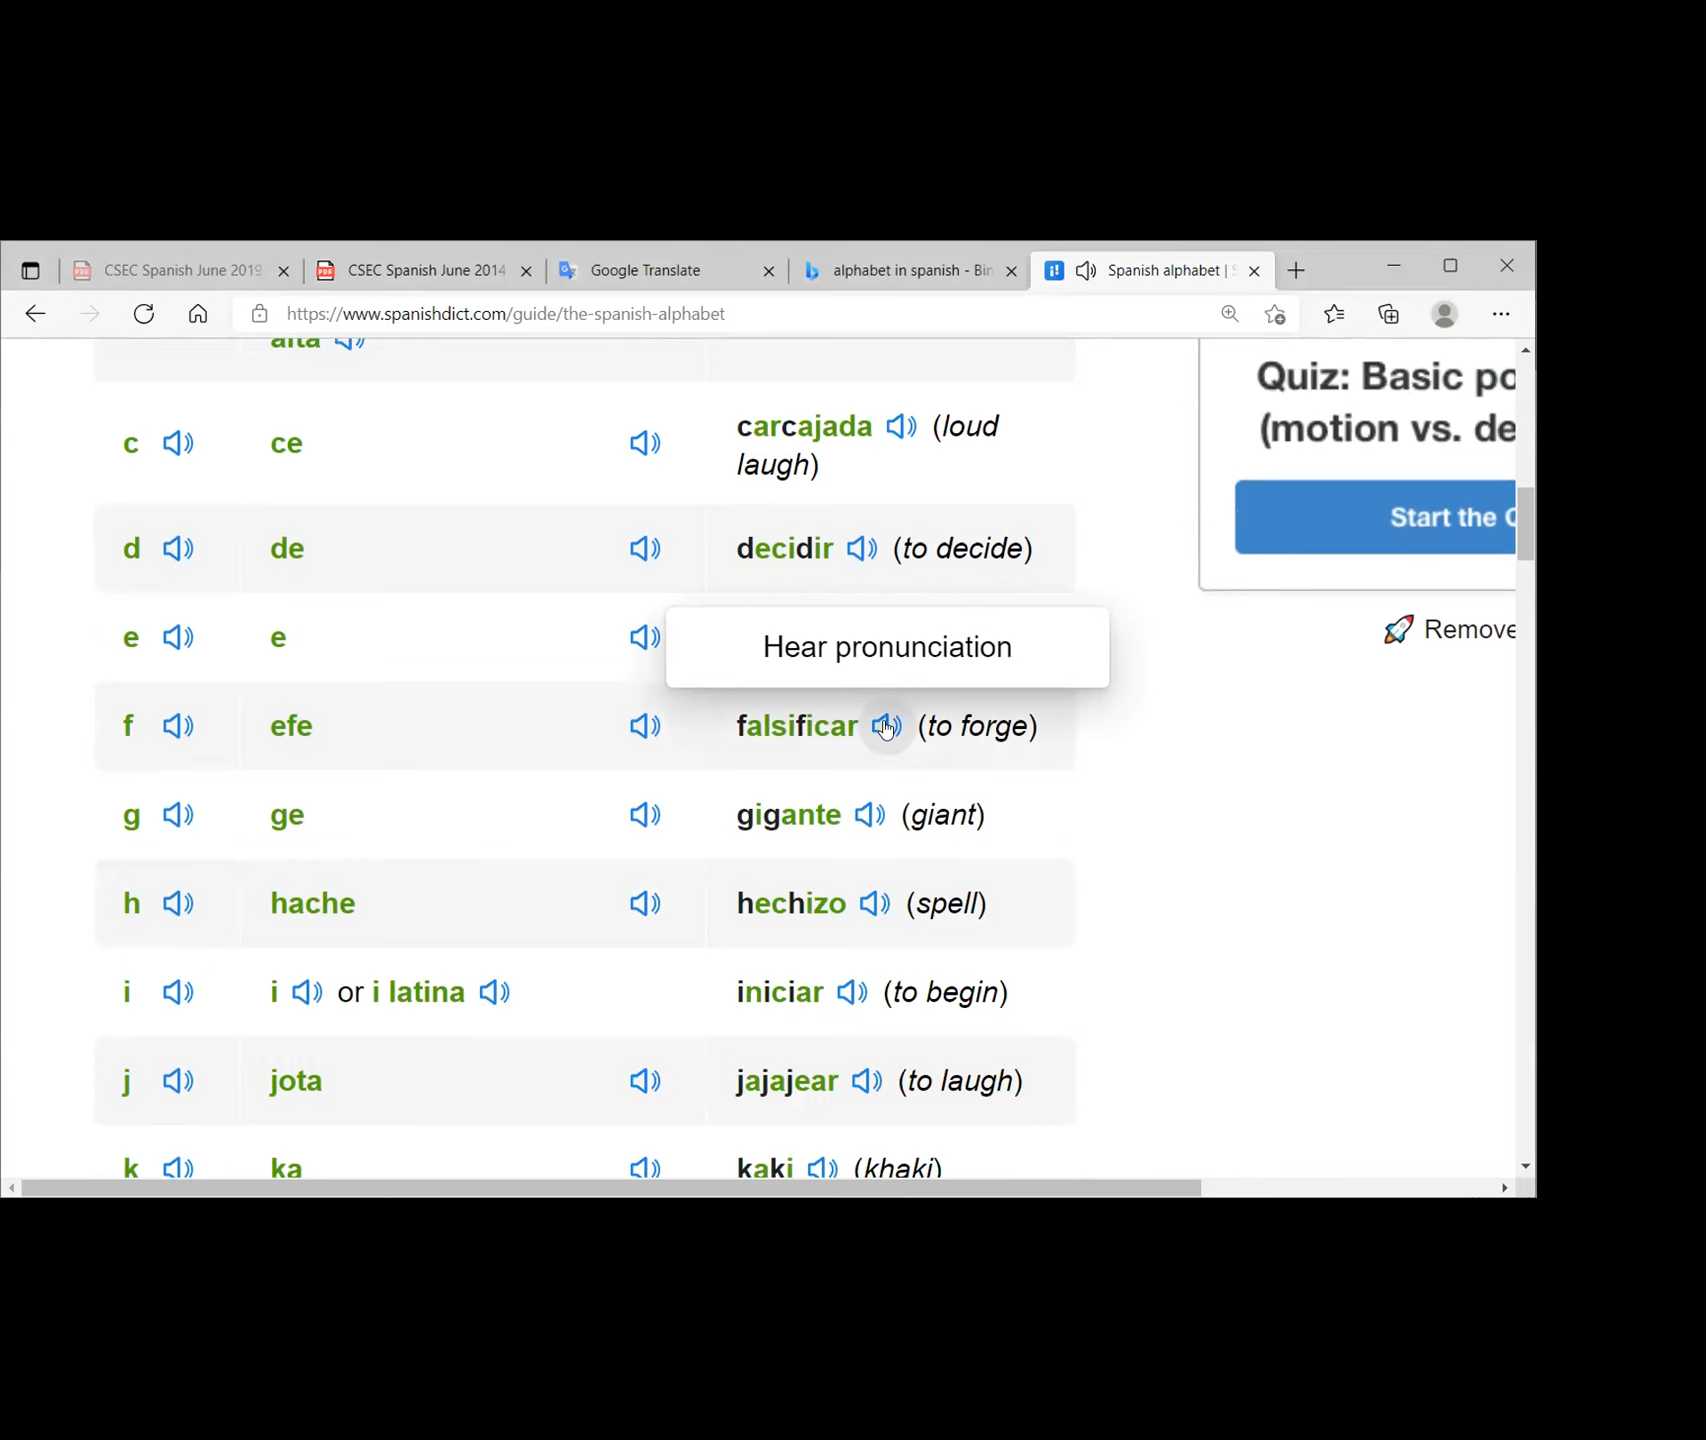 CSEC Spanish June 2019
CSEC Spanish June 2014
Google Translate
alphabet in spanish - Bin
Spanish alphabet | S
https://www.spanishdict.com/guide/the-spanish-alphabet
alta
Quiz: Basic po
(motion vs. de
Start the Q
Remove
c ce carcajada (loud
laugh)
d de decidir (to decide)
e e
Hear pronunciation
f efe falsificar (to forge)
g ge gigante (giant)
h hache hechizo (spell)
i i or i latina iniciar (to begin)
j jota jajajear (to laugh)
k ka kaki (khaki)